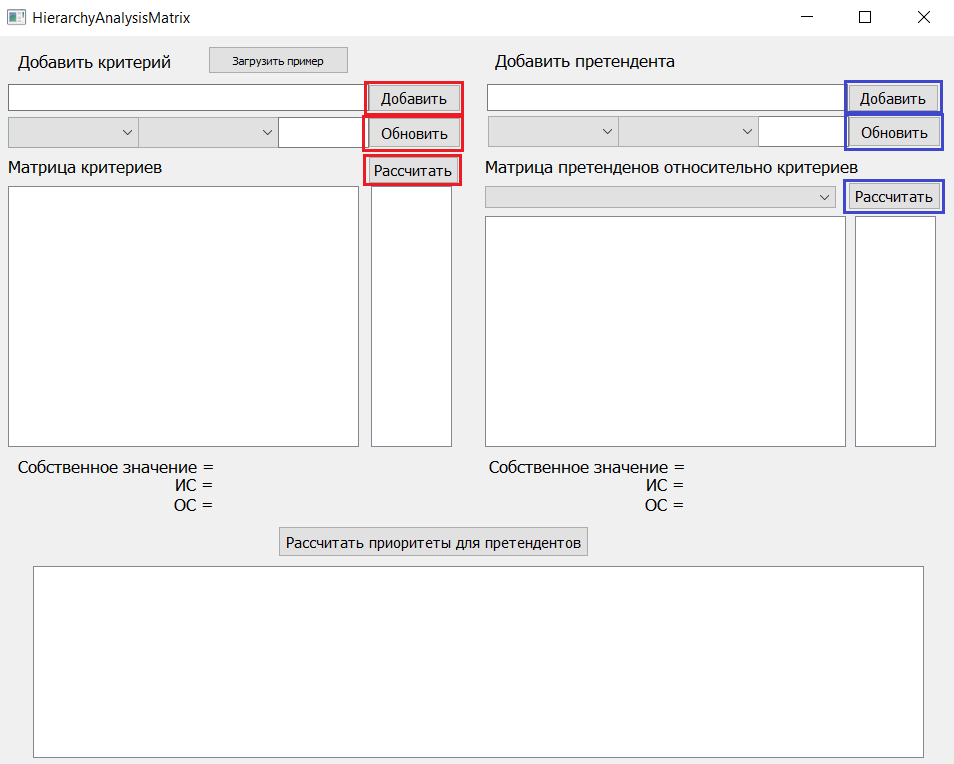 HierarchyAnalysisMatrix
Добавить критерий
Загрузить пример
Добавить претендента
Добавить
Добавить
Обновить
Обновить
Матрица критериев
Рассчитать
Матрица претенденов относительно критериев
Рассчитать
Собственное значение =
ИС =
ОС =
Собственное значение =
ИС =
ОС =
Рассчитать приоритеты для претендентов